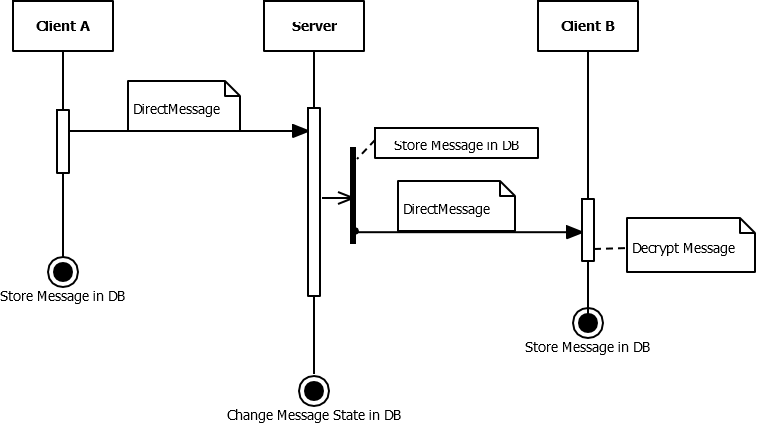 Client A
Server
Client B
DirectMessage
Store Message in DB
DirectMessage
Decrypt Message
Store Message in DB
Store Message in DB
Change Message State in DB